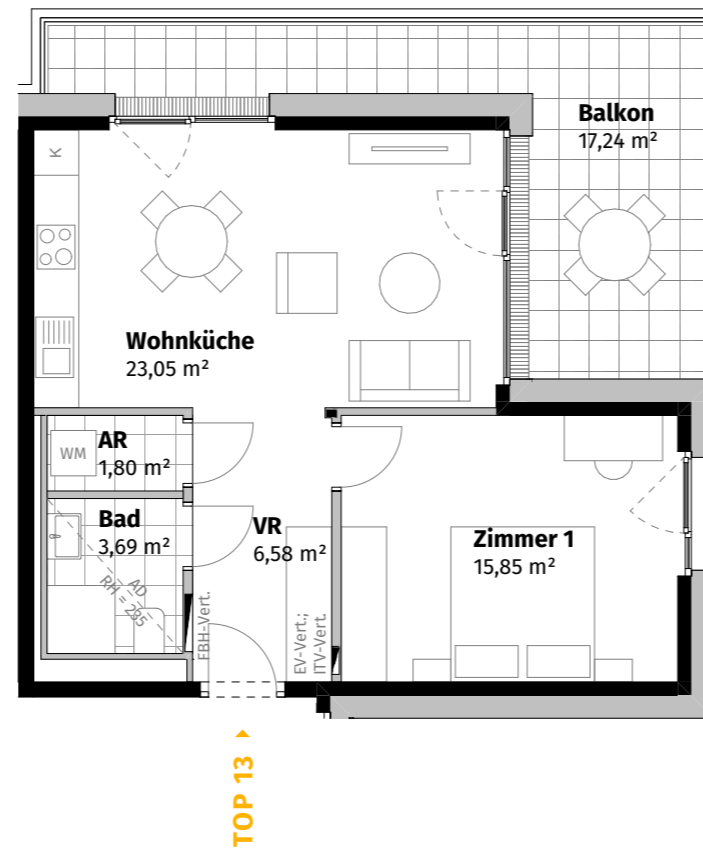 Balkon
17,24 m²
K
Wohnküche
23,05 m²
AR
WM
1,80 m²
Bad
3,69 m²
VR
6,58 m²
Zimmer 1
15,85 m²
AD
RH = 235
FBH-Vert.
EV-Vert.;
ITV-Vert.
TOP 13